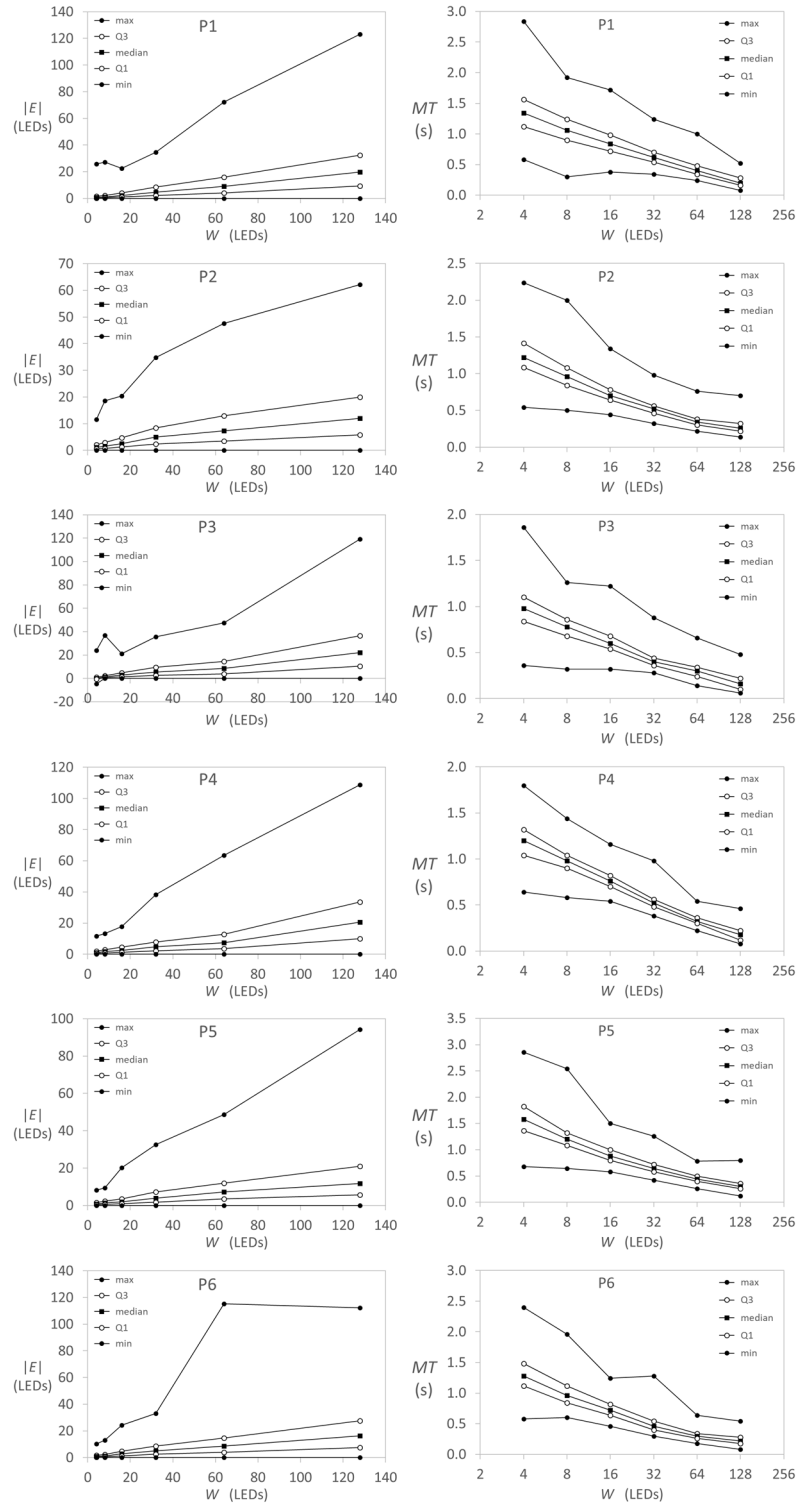 P1
140
120
100
80
60
40
20
0
|E|
(LEDs)
max
Q3
median
Q1
min
0 20 40 60 80 100 120 140
W (LEDs)
P1
3.0
2.5
2.0
1.5
1.0
0.5
0.0
MT
(s)
max
Q3
median
Q1
min
2 4 8 16 32 64 128 256
W (LEDs)
P2
70
60
50
40
30
20
10
0
|E|
(LEDs)
max
Q3
median
Q1
min
0 20 40 60 80 100 120 140
W (LEDs)
P2
2.5
2.0
1.5
1.0
0.5
0.0
MT
(s)
max
Q3
median
Q1
min
2 4 8 16 32 64 128 256
W (LEDs)
P3
140
120
100
80
60
40
20
0
-20
|E|
(LEDs)
max
Q3
median
Q1
min
0 20 40 60 80 100 120 140
W (LEDs)
P3
2.0
1.5
1.0
0.5
0.0
MT
(s)
max
Q3
median
Q1
min
2 4 8 16 32 64 128 256
W (LEDs)
P4
120
100
80
60
40
20
0
|E|
(LEDs)
max
Q3
median
Q1
min
0 20 40 60 80 100 120 140
W (LEDs)
P4
2.0
1.5
1.0
0.5
0.0
MT
(s)
max
Q3
median
Q1
min
2 4 8 16 32 64 128 256
W (LEDs)
P5
100
80
60
40
20
0
|E|
(LEDs)
max
Q3
median
Q1
min
0 20 40 60 80 100 120 140
W (LEDs)
P5
3.5
3.0
2.5
2.0
1.5
1.0
0.5
0.0
MT
(s)
max
Q3
median
Q1
min
2 4 8 16 32 64 128 256
W (LEDs)
P6
140
120
100
80
60
40
20
0
|E|
(LEDs)
max
Q3
median
Q1
min
0 20 40 60 80 100 120 140
W (LEDs)
P6
3.0
2.5
2.0
1.5
1.0
0.5
0.0
MT
(s)
max
Q3
median
Q1
min
2 4 8 16 32 64 128 256
W (LEDs)